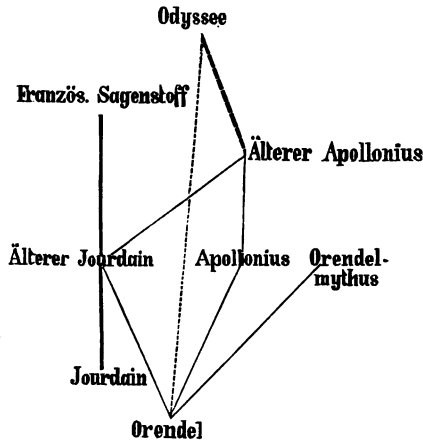 Odyssee
Französ. Sagenstoff
Älterer Apollonius
Älterer Jourdain
Apollonius
Orendel-
mythus
Jourdain
Orendel